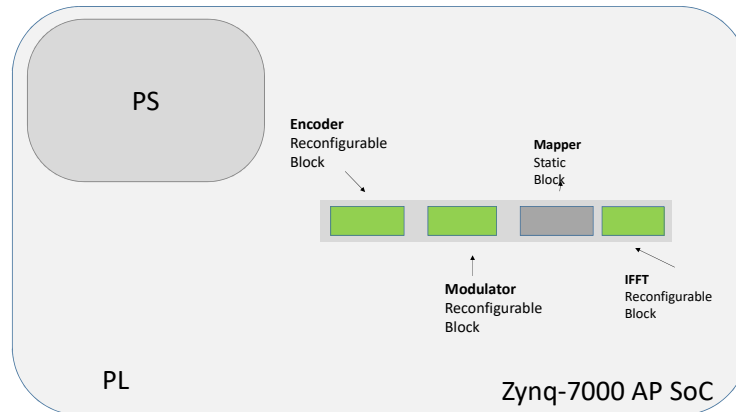 PS
Encoder
Reconfigurable
Block
Mapper
Static
Block
Modulator
Reconfigurable
Block
IFFT
Reconfigurable
Block
PL
Zynq-7000 AP SoC